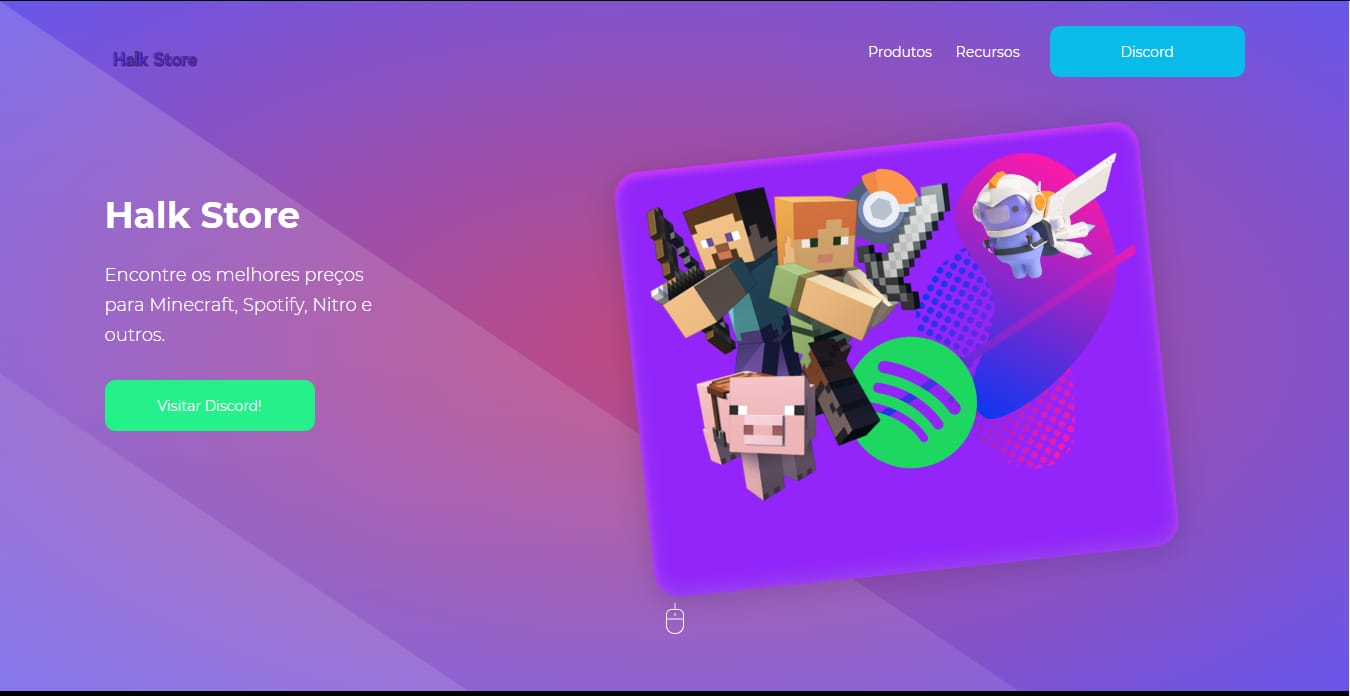 Halk Store
Produtos
Recursos
Discord
Halk Store
Encontre os melhores preços
para Minecraft, Spotify, Nitro e
outros.
Visitar Discord!